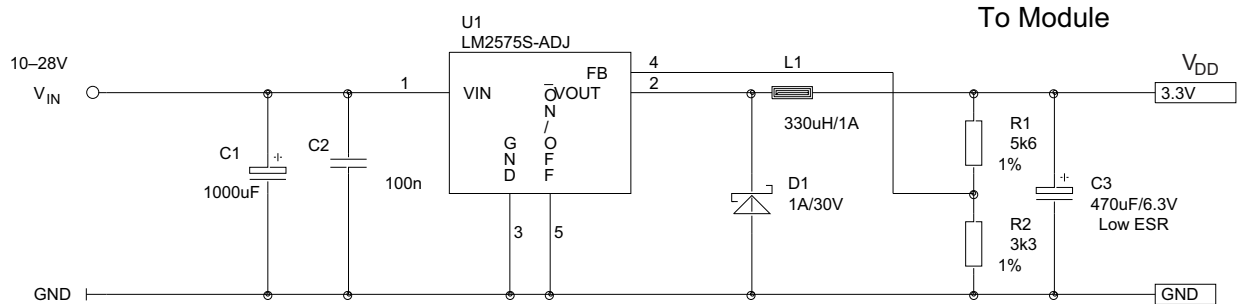 To Module
U1
LM2575S-ADJ
10–28V
VIN
1
VIN
FB
ON/OFF
VOUT
GND
4
2
L1
330uH/1A
VDD
3.3V
C1
1000uF
C2
100n
3
5
D1
1A/30V
R1
5k6
1%
C3
470uF/6.3V
Low ESR
R2
3k3
1%
GND
GND